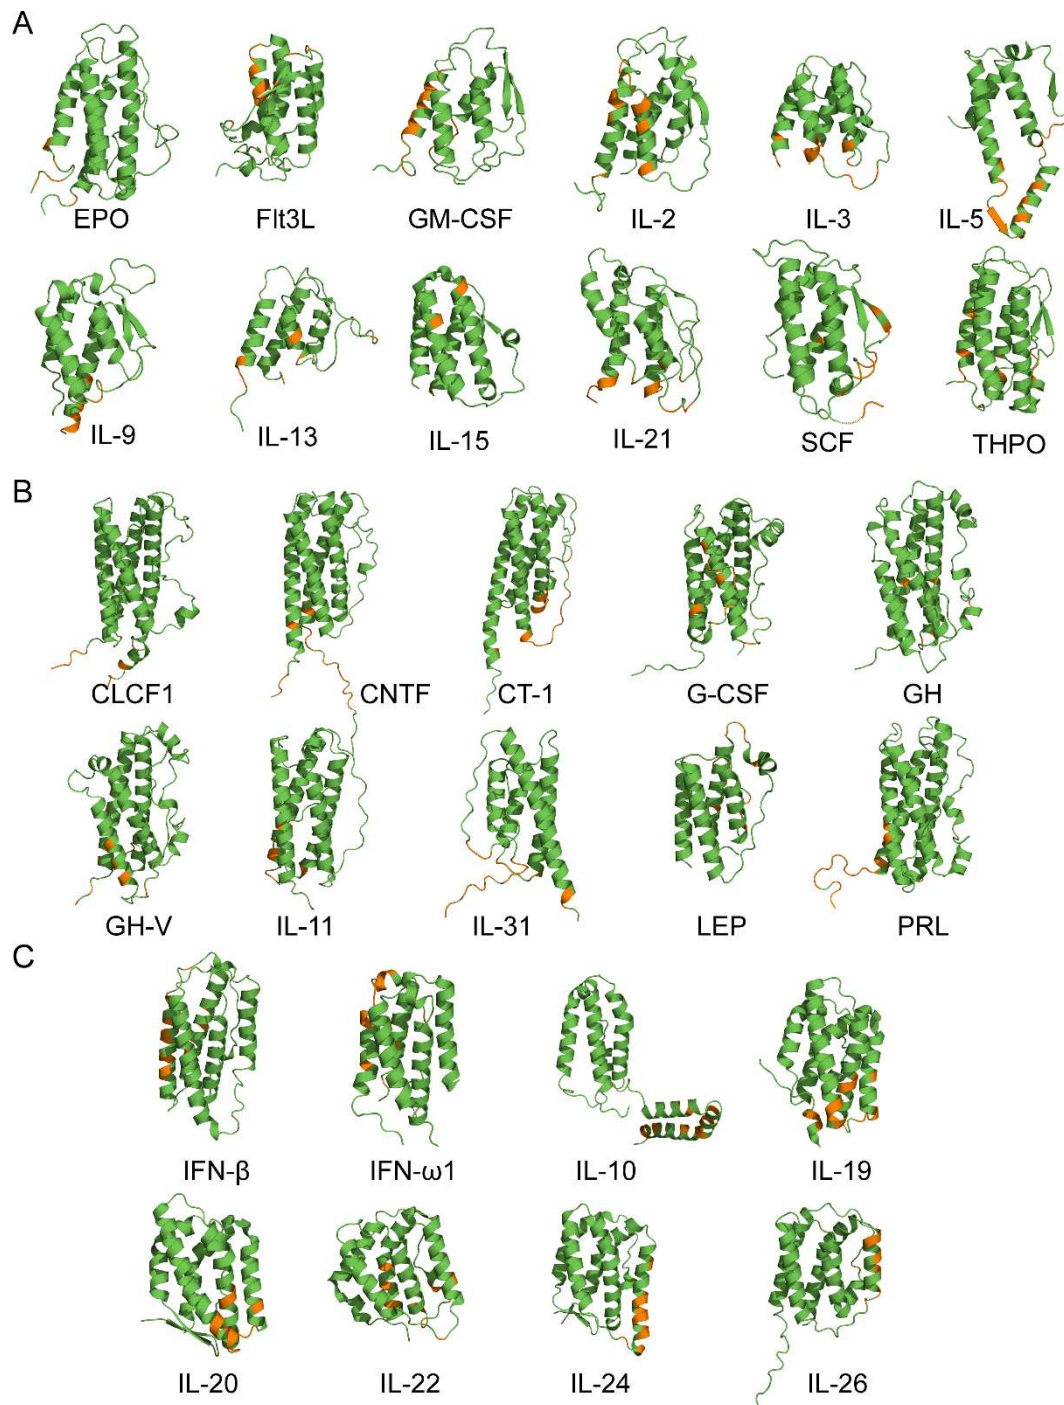 A
EPO Flt3L GM-CSF IL-2 IL-3 IL-5
IL-9 IL-13 IL-15 IL-21 SCF THPO
B
CLCF1 CNTF CT-1 G-CSF GH
GH-V IL-11 IL-31 LEP PRL
C
IFN-β IFN-ω1 IL-10 IL-19
IL-20 IL-22 IL-24 IL-26